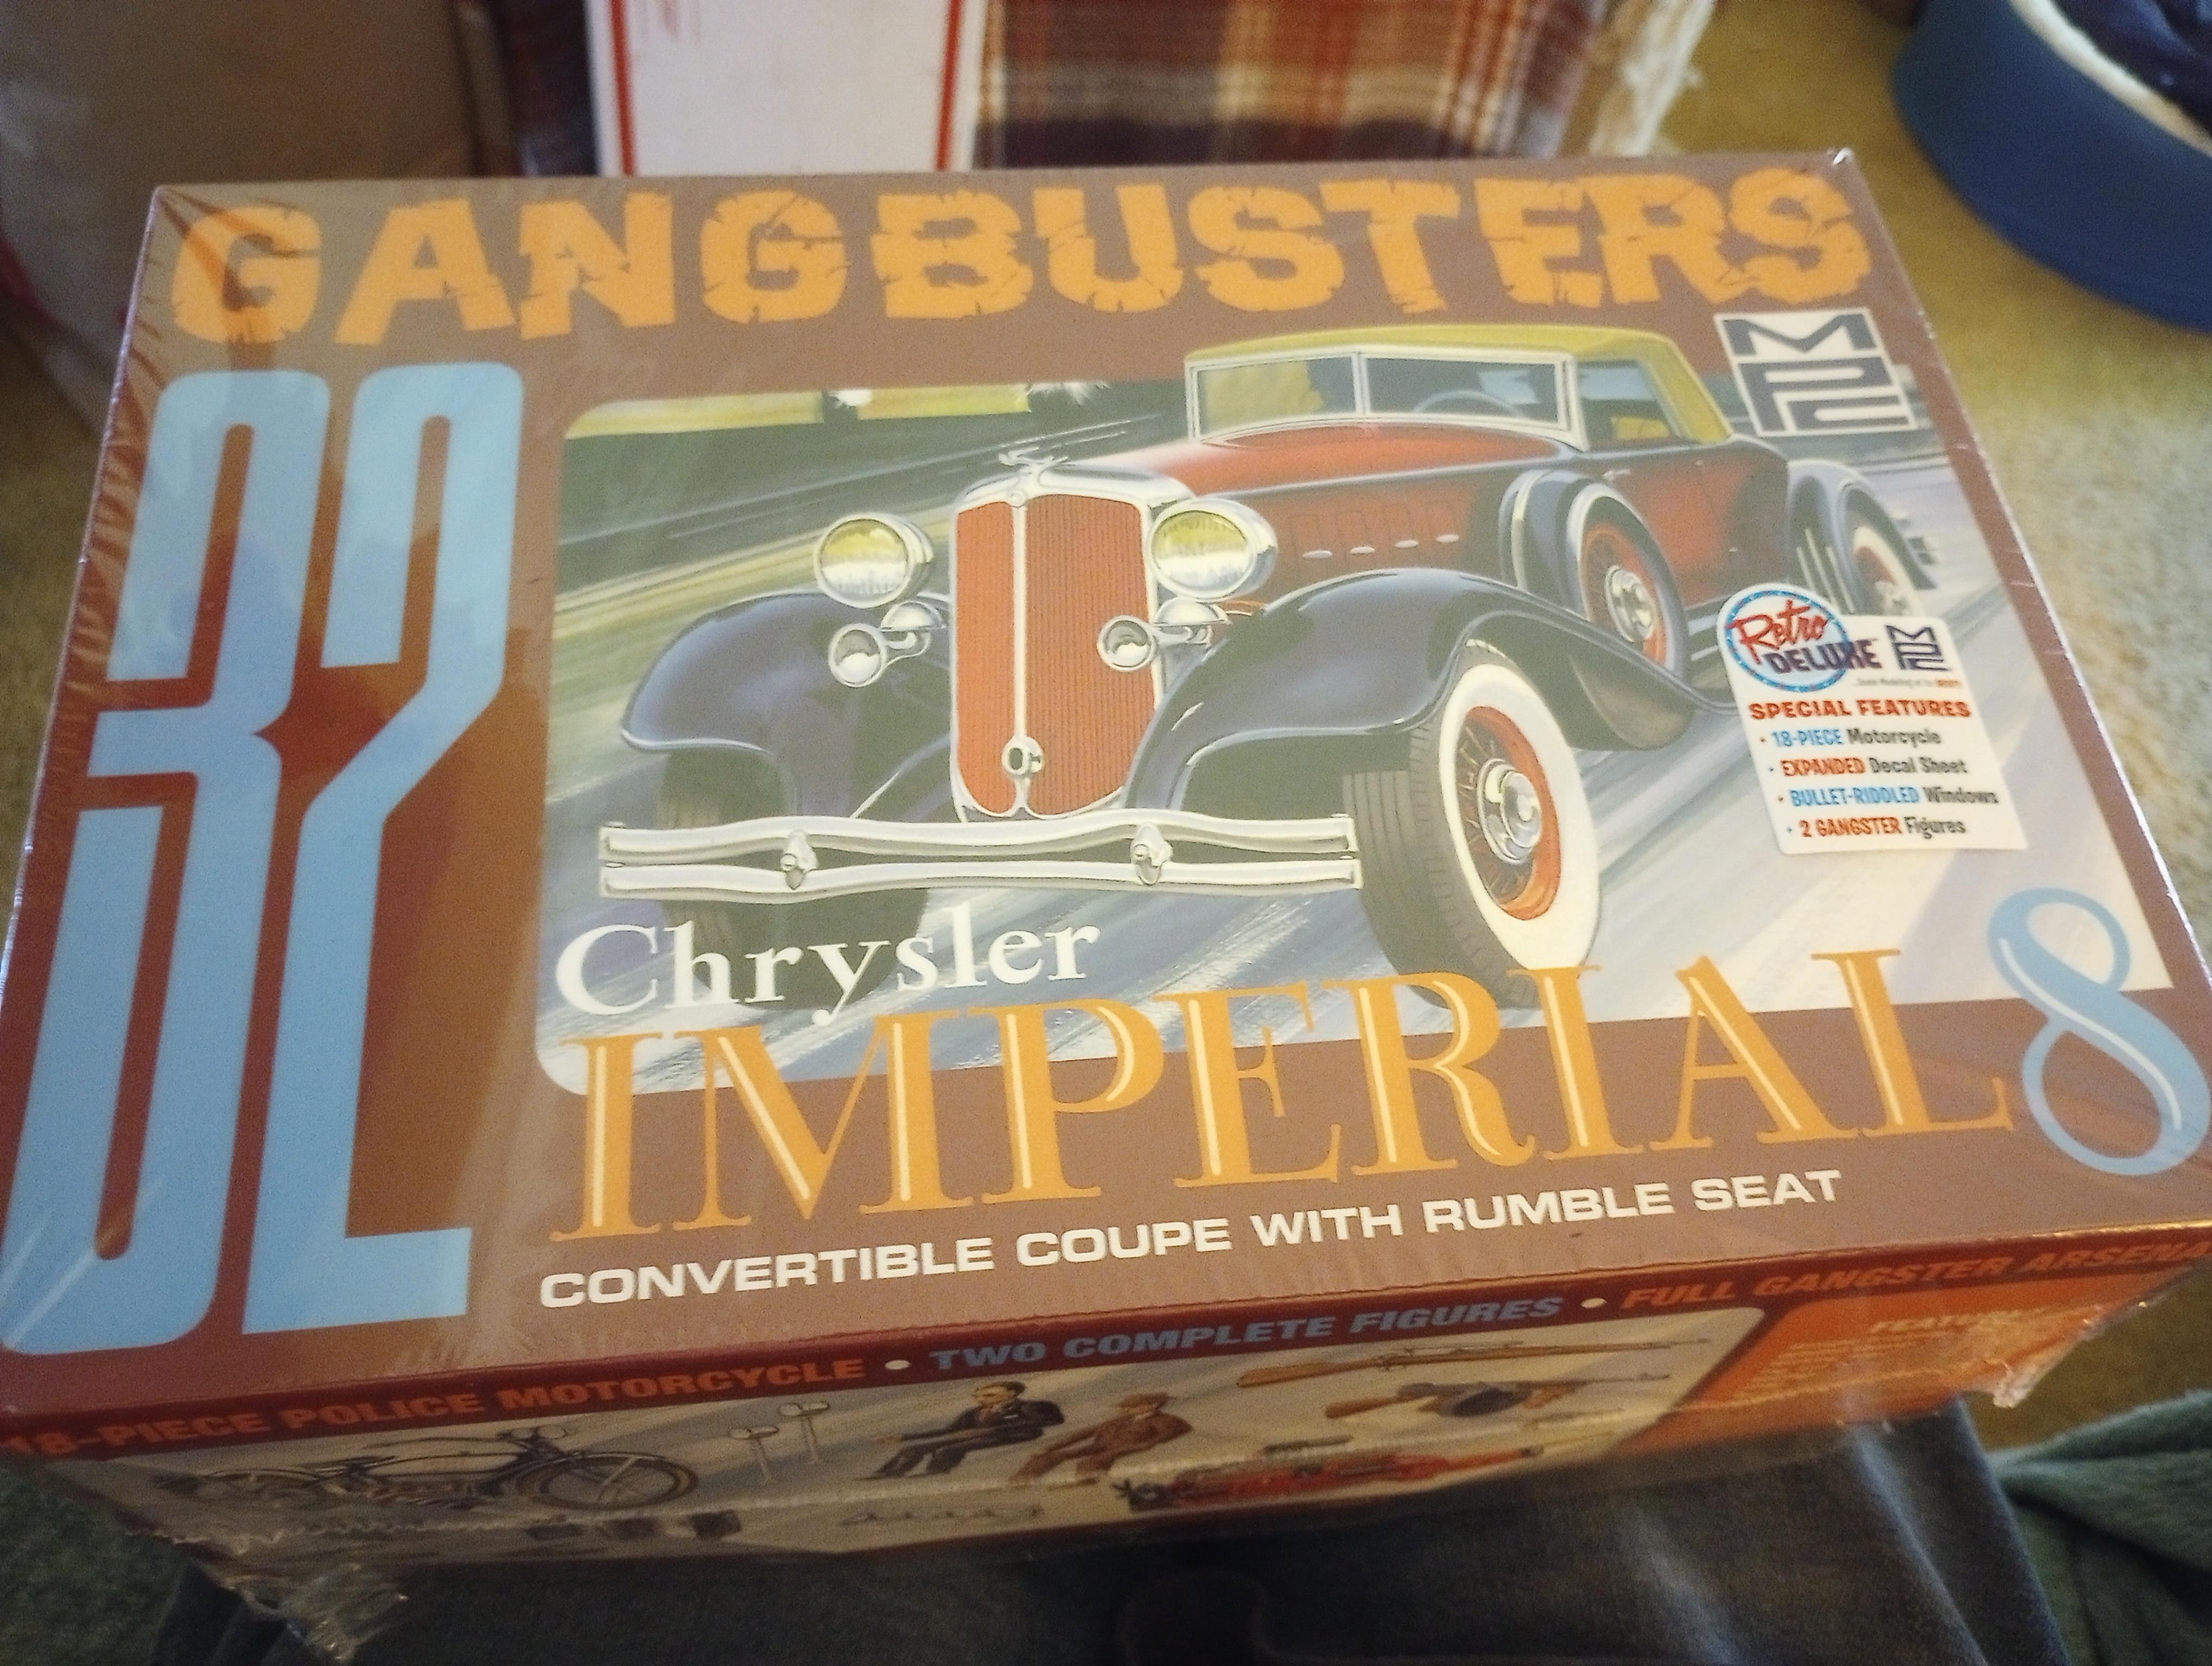 GANGBUSTERS
32
MPC
Retro
DELUXE MPC
SPECIAL FEATURES
· 18-PIECE Motorcycle
· EXPANDED Decal Sheet
· BULLET-RIDDLED Windows
· 2 GANGSTER Figures
Chrysler
IMPERIAL 8
CONVERTIBLE COUPE WITH RUMBLE SEAT
18-PIECE POLICE MOTORCYCLE • TWO COMPLETE FIGURES • FULL GANGSTER ARSENAL